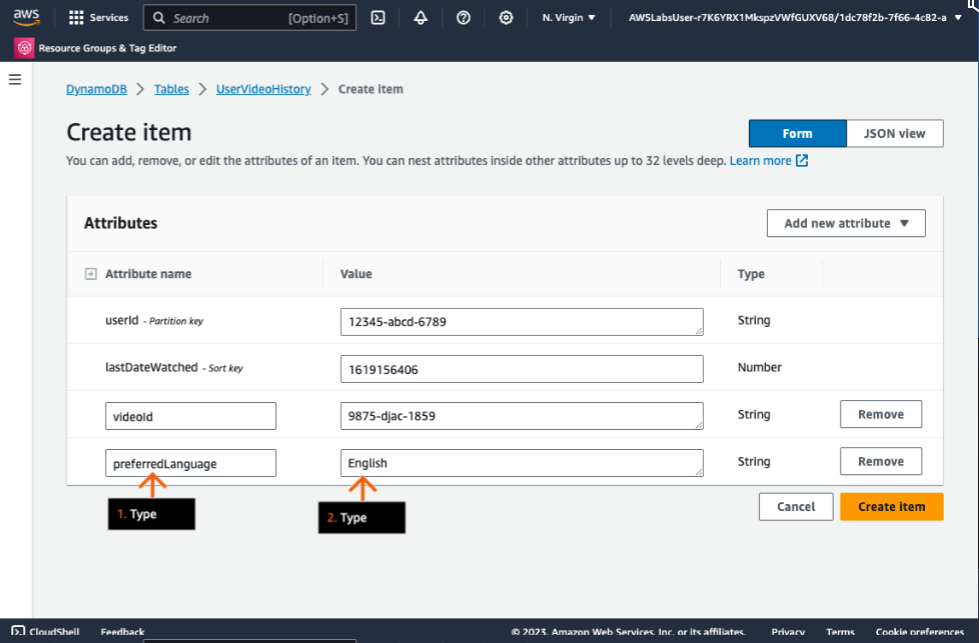 aws Services Search [Option+S] N. Virgin AWSLabsUser-r7K6YRX1MkspzVWfGUXV68/1dc78f2b-7f66-4c82-a
Resource Groups & Tag Editor
DynamoDB > Tables > UserVideoHistory > Create item
Create item
Form JSON view
You can add, remove, or edit the attributes of an item. You can nest attributes inside other attributes up to 32 levels deep. Learn more
Attributes
Add new attribute
Attribute name Value Type
userId - Partition key 12345-abcd-6789 String
lastDateWatched - Sort key 1619156406 Number
videoId 9875-djac-1859 String Remove
preferredLanguage English String Remove
1. Type 2. Type
Cancel Create item
CloudShell Feedback © 2023, Amazon Web Services, Inc. or its affiliates. Privacy Terms Cookie preferences